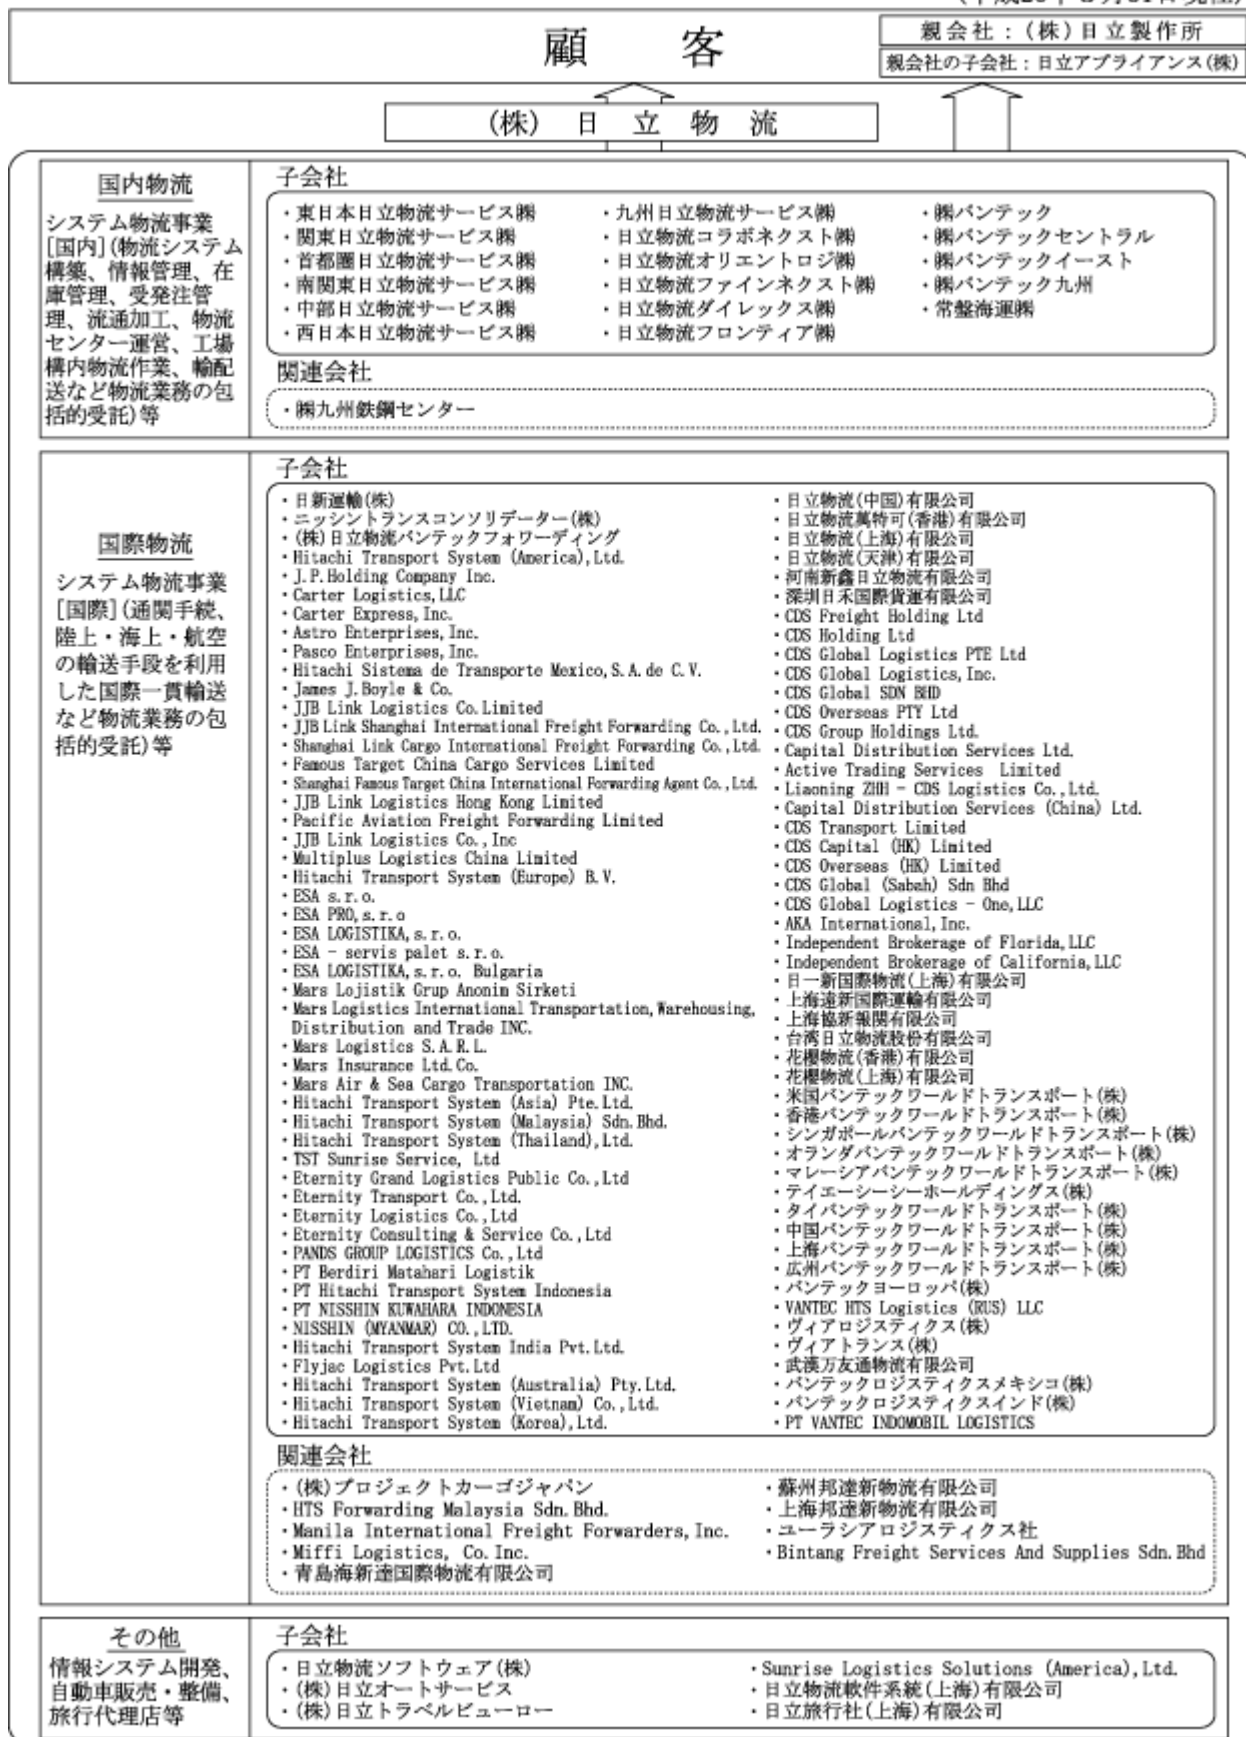 顧 客
親会社:(株)日立製作所
親会社の子会社:日立アプライアンス(株)
(株) 日 立 物 流
国内物流
システム物流事業
[国内](物流システム
構築、情報管理、在
庫管理、受発注管
理、流通加工、物流
センター運営、工場
構内物流作業、輸配
送など物流業務の包
括的受託)等
子会社
・東日本日立物流サービス㈱
・関東日立物流サービス㈱
・首都圏日立物流サービス㈱
・南関東日立物流サービス㈱
・中部日立物流サービス㈱
・西日本日立物流サービス㈱
・九州日立物流サービス㈱
・日立物流コラボネクスト㈱
・日立物流オリエントロジ㈱
・日立物流ファインネクスト㈱
・日立物流ダイレックス㈱
・日立物流フロンティア㈱
・㈱バンテック
・㈱バンテックセントラル
・㈱バンテックイースト
・㈱バンテック九州
・常盤海運㈱
関連会社
・㈱九州鉄鋼センター
国際物流
システム物流事業
[国際](通関手続、
陸上・海上・航空
の輸送手段を利用
した国際一貫輸送
など物流業務の包
括的受託)等
子会社
・日新運輸(株)
・ニッシントランスコンソリデーター(株)
・(株)日立物流バンテックフォワーディング
・Hitachi Transport System (America),Ltd.
・J.P.Holding Company Inc.
・Carter Logistics,LLC
・Carter Express,Inc.
・Astro Enterprises,Inc.
・Pasco Enterprises,Inc.
・Hitachi Sistema de Transporte Mexico,S.A.de C.V.
・James J.Boyle & Co.
・JJB Link Logistics Co.Limited
・JJB Link Shanghai International Freight Forwarding Co.,Ltd.
・Shanghai Link Cargo International Freight Forwarding Co.,Ltd.
・Famous Target China Cargo Services Limited
・Shanghai Famous Target China International Forwarding Agent Co.,Ltd.
・JJB Link Logistics Hong Kong Limited
・Pacific Aviation Freight Forwarding Limited
・JJB Link Logistics Co.,Inc
・Multiplus Logistics China Limited
・Hitachi Transport System (Europe) B.V.
・ESA s.r.o.
・ESA PRO,s.r.o
・ESA LOGISTIKA,s.r.o.
・ESA - servis palet s.r.o.
・ESA LOGISTIKA,s.r.o. Bulgaria
・Mars Lojistik Grup Anonim Sirketi
・Mars Logistics International Transportation,Warehousing,
Distribution and Trade INC.
・Mars Logistics S.A.R.L.
・Mars Insurance Ltd.Co.
・Mars Air & Sea Cargo Transportation INC.
・Hitachi Transport System (Asia) Pte.Ltd.
・Hitachi Transport System (Malaysia) Sdn.Bhd.
・Hitachi Transport System (Thailand),Ltd.
・TST Sunrise Service, Ltd
・Eternity Grand Logistics Public Co.,Ltd
・Eternity Transport Co.,Ltd.
・Eternity Logistics Co.,Ltd
・Eternity Consulting & Service Co.,Ltd
・PANDS GROUP LOGISTICS Co.,Ltd
・PT Berdiri Matahari Logistik
・PT Hitachi Transport System Indonesia
・PT NISSHIN KUWAHARA INDONESIA
・NISSHIN (MYANMAR) CO.,LTD.
・Hitachi Transport System India Pvt.Ltd.
・Flyjac Logistics Pvt.Ltd
・Hitachi Transport System (Australia) Pty.Ltd.
・Hitachi Transport System (Vietnam) Co.,Ltd.
・Hitachi Transport System (Korea),Ltd.
・日立物流(中国)有限公司
・日立物流萬特可(香港)有限公司
・日立物流(上海)有限公司
・日立物流(天津)有限公司
・河南新鑫日立物流有限公司
・深圳日禾国際貨運有限公司
・CDS Freight Holding Ltd
・CDS Holding Ltd
・CDS Global Logistics PTE Ltd
・CDS Global Logistics,Inc.
・CDS Global SDN BHD
・CDS Overseas PTY Ltd
・CDS Group Holdings Ltd.
・Capital Distribution Services Ltd.
・Active Trading Services Limited
・Liaoning ZHH - CDS Logistics Co.,Ltd.
・Capital Distribution Services (China) Ltd.
・CDS Transport Limited
・CDS Capital (HK) Limited
・CDS Overseas (HK) Limited
・CDS Global (Sabah) Sdn Bhd
・CDS Global Logistics - One,LLC
・AKA International,Inc.
・Independent Brokerage of Florida,LLC
・Independent Brokerage of California,LLC
・日一新国際物流(上海)有限公司
・上海遠新国際運輸有限公司
・上海協新報関有限公司
・台湾日立物流股份有限公司
・花櫻物流(香港)有限公司
・花櫻物流(上海)有限公司
・米国バンテックワールドトランスポート(株)
・香港バンテックワールドトランスポート(株)
・シンガポールバンテックワールドトランスポート(株)
・オランダバンテックワールドトランスポート(株)
・マレーシアバンテックワールドトランスポート(株)
・テイエーシーシーホールディングス(株)
・タイバンテックワールドトランスポート(株)
・中国バンテックワールドトランスポート(株)
・上海バンテックワールドトランスポート(株)
・広州バンテックワールドトランスポート(株)
・バンテックヨーロッパ(株)
・VANTEC HTS Logistics (RUS) LLC
・ヴィアロジスティクス(株)
・ヴィアトランス(株)
・武漢万友通物流有限公司
・バンテックロジスティクスメキシコ(株)
・バンテックロジスティクスインド(株)
・PT VANTEC INDOMOBIL LOGISTICS
関連会社
・(株)プロジェクトカーゴジャパン
・HTS Forwarding Malaysia Sdn.Bhd.
・Manila International Freight Forwarders,Inc.
・Miffi Logistics, Co.Inc.
・青島海新達国際物流有限公司
・蘇州邦達新物流有限公司
・上海邦達新物流有限公司
・ユーラシアロジスティクス社
・Bintang Freight Services And Supplies Sdn.Bhd
その他
情報システム開発、
自動車販売・整備、
旅行代理店等
子会社
・日立物流ソフトウェア(株)
・(株)日立オートサービス
・(株)日立トラベルビューロー
・Sunrise Logistics Solutions (America),Ltd.
・日立物流軟件系統(上海)有限公司
・日立旅行社(上海)有限公司